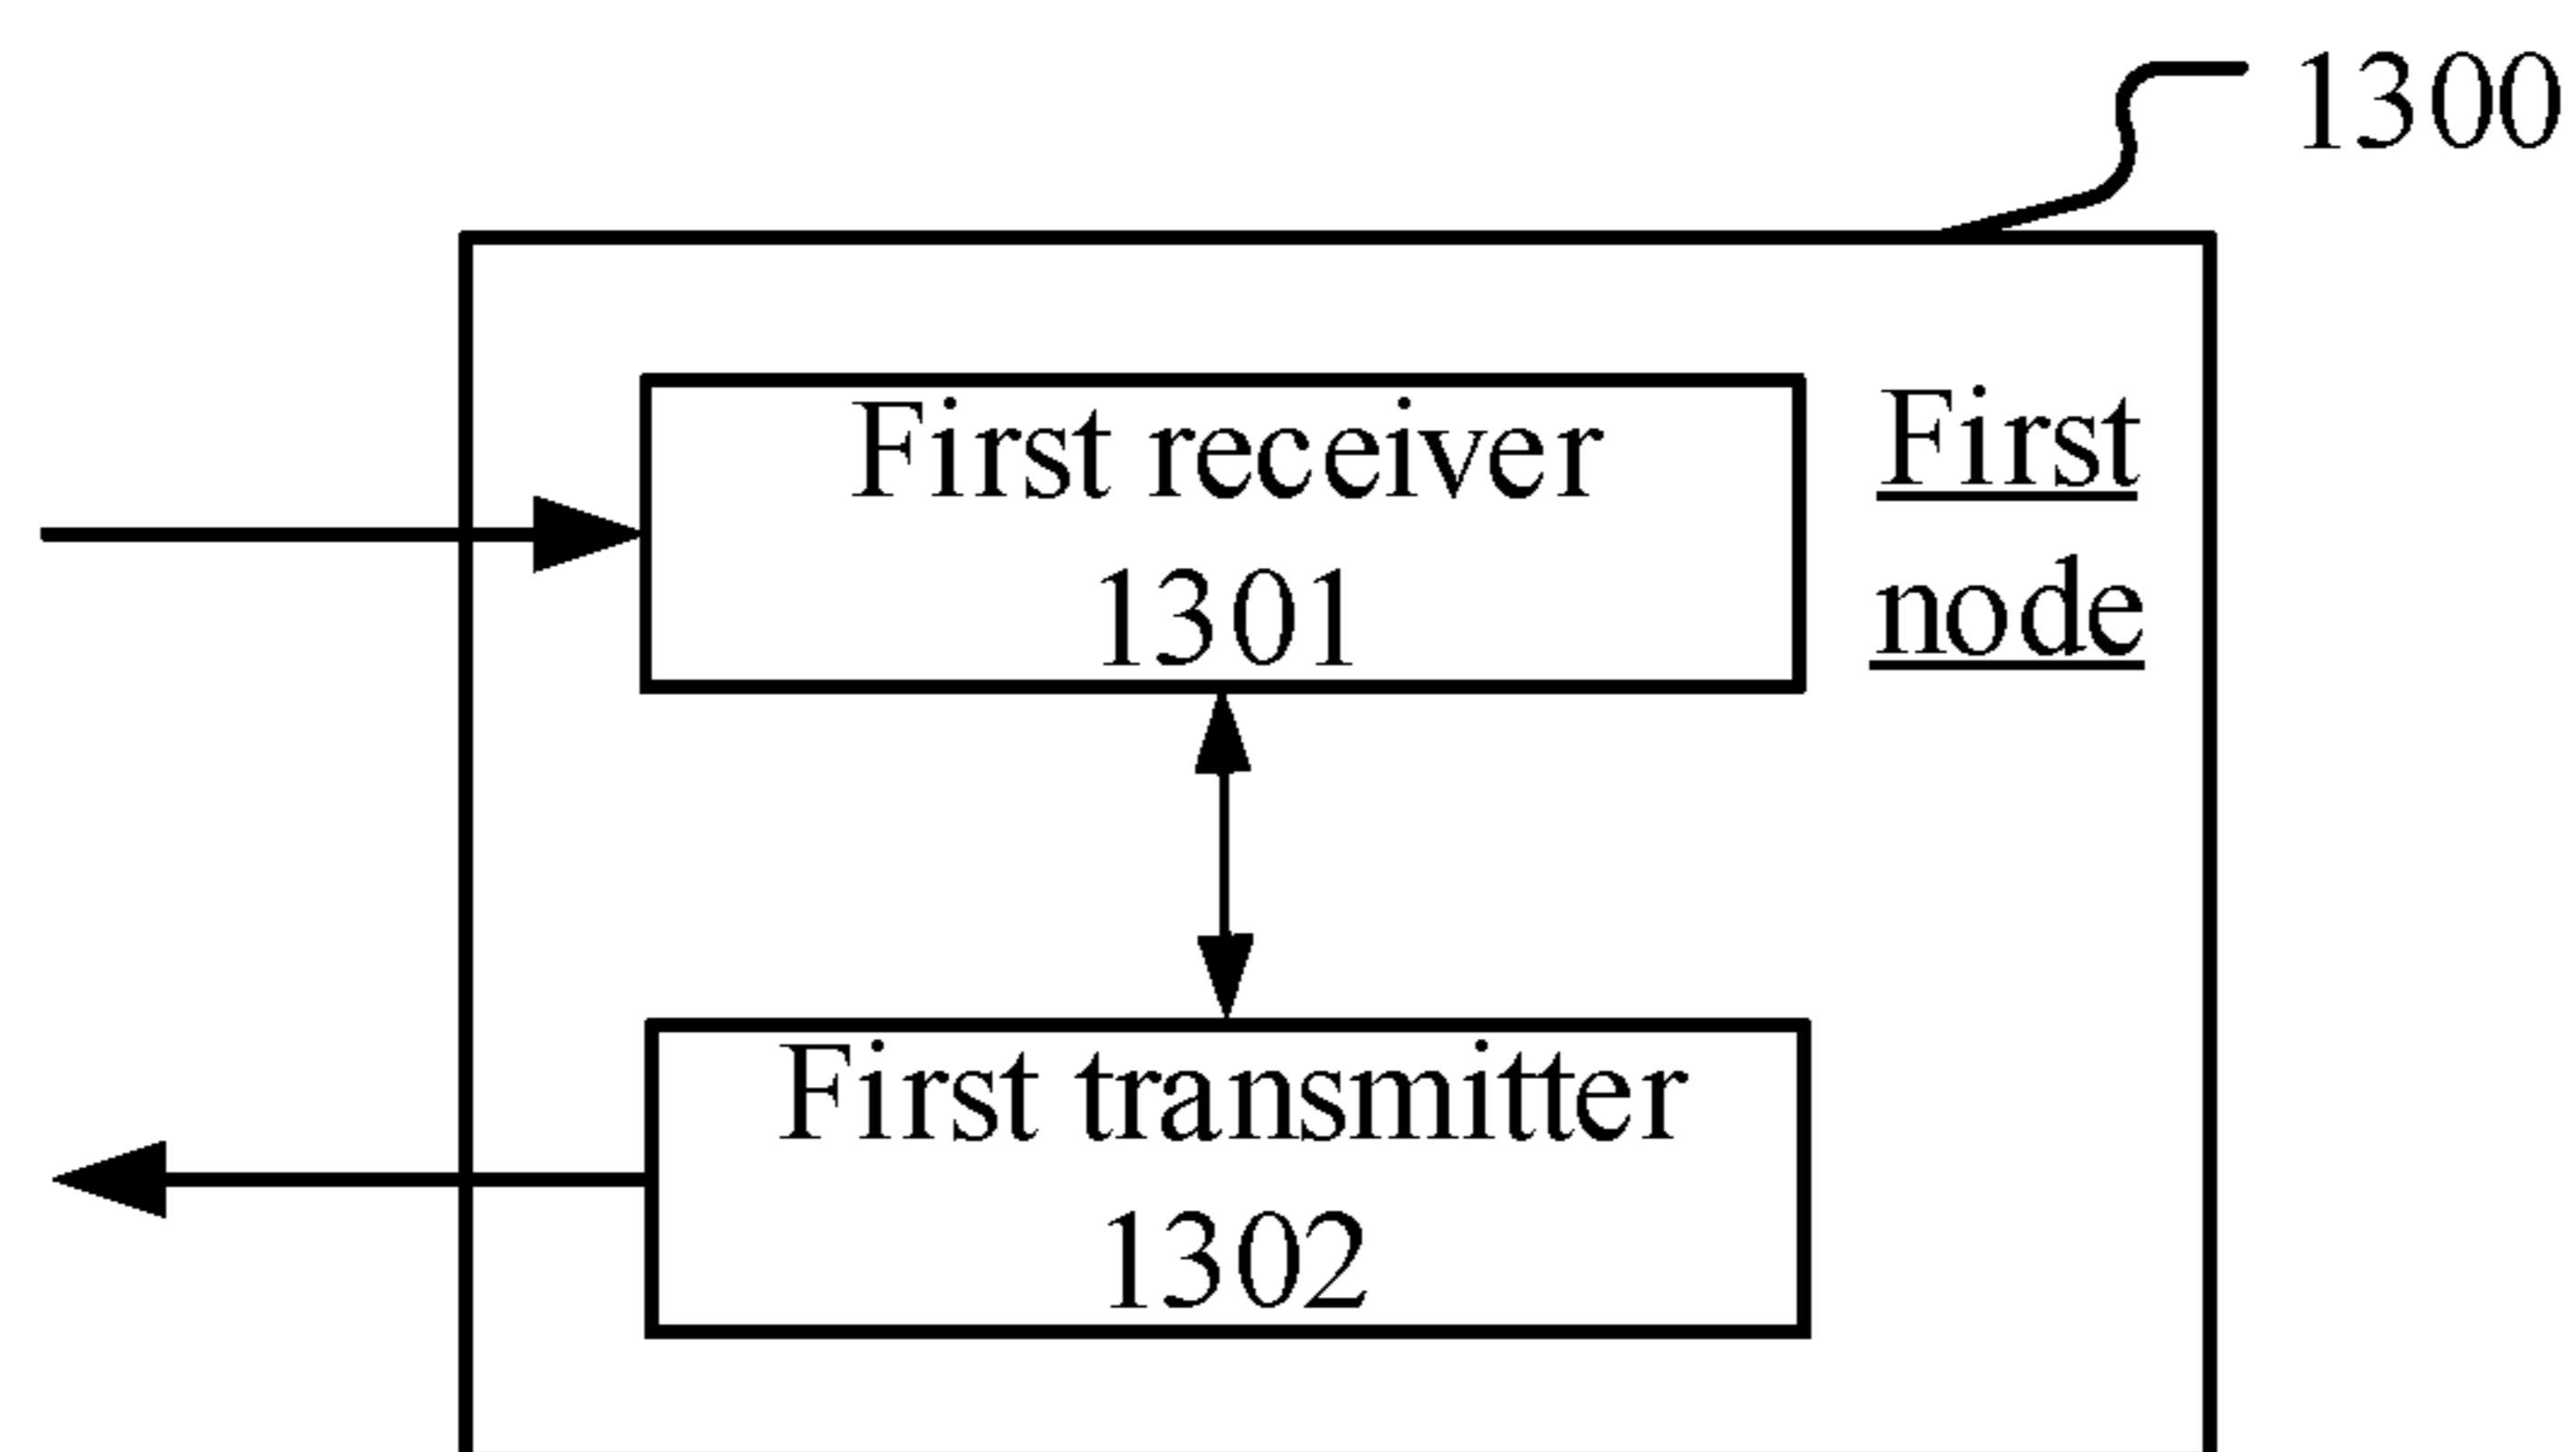 1300
First receiver
1301
First
node
First transmitter
1302